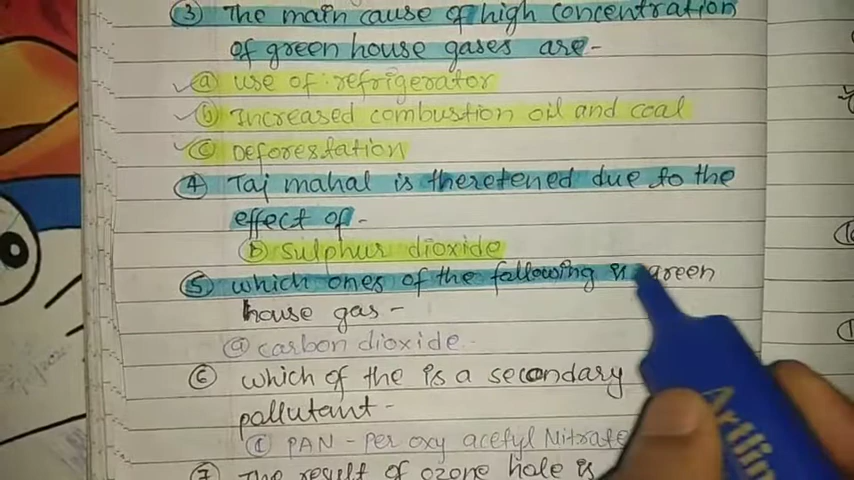 ③ The main cause of high concentration
of green house gases are-
ⓐ use of refrigerator
ⓑ Increased combustion oil and coal
ⓒ Deforestation
④ Taj mahal is theretened due to the
effect of-
ⓑ sulphur dioxide
⑤ which ones of the following is green
house gas-
ⓐ carbon dioxide.
⑥ which of the is a secondary
pollutant-
ⓒ PAN - Per oxy acetyl Nitrate
⑦ The result of ozone hole is
Artline